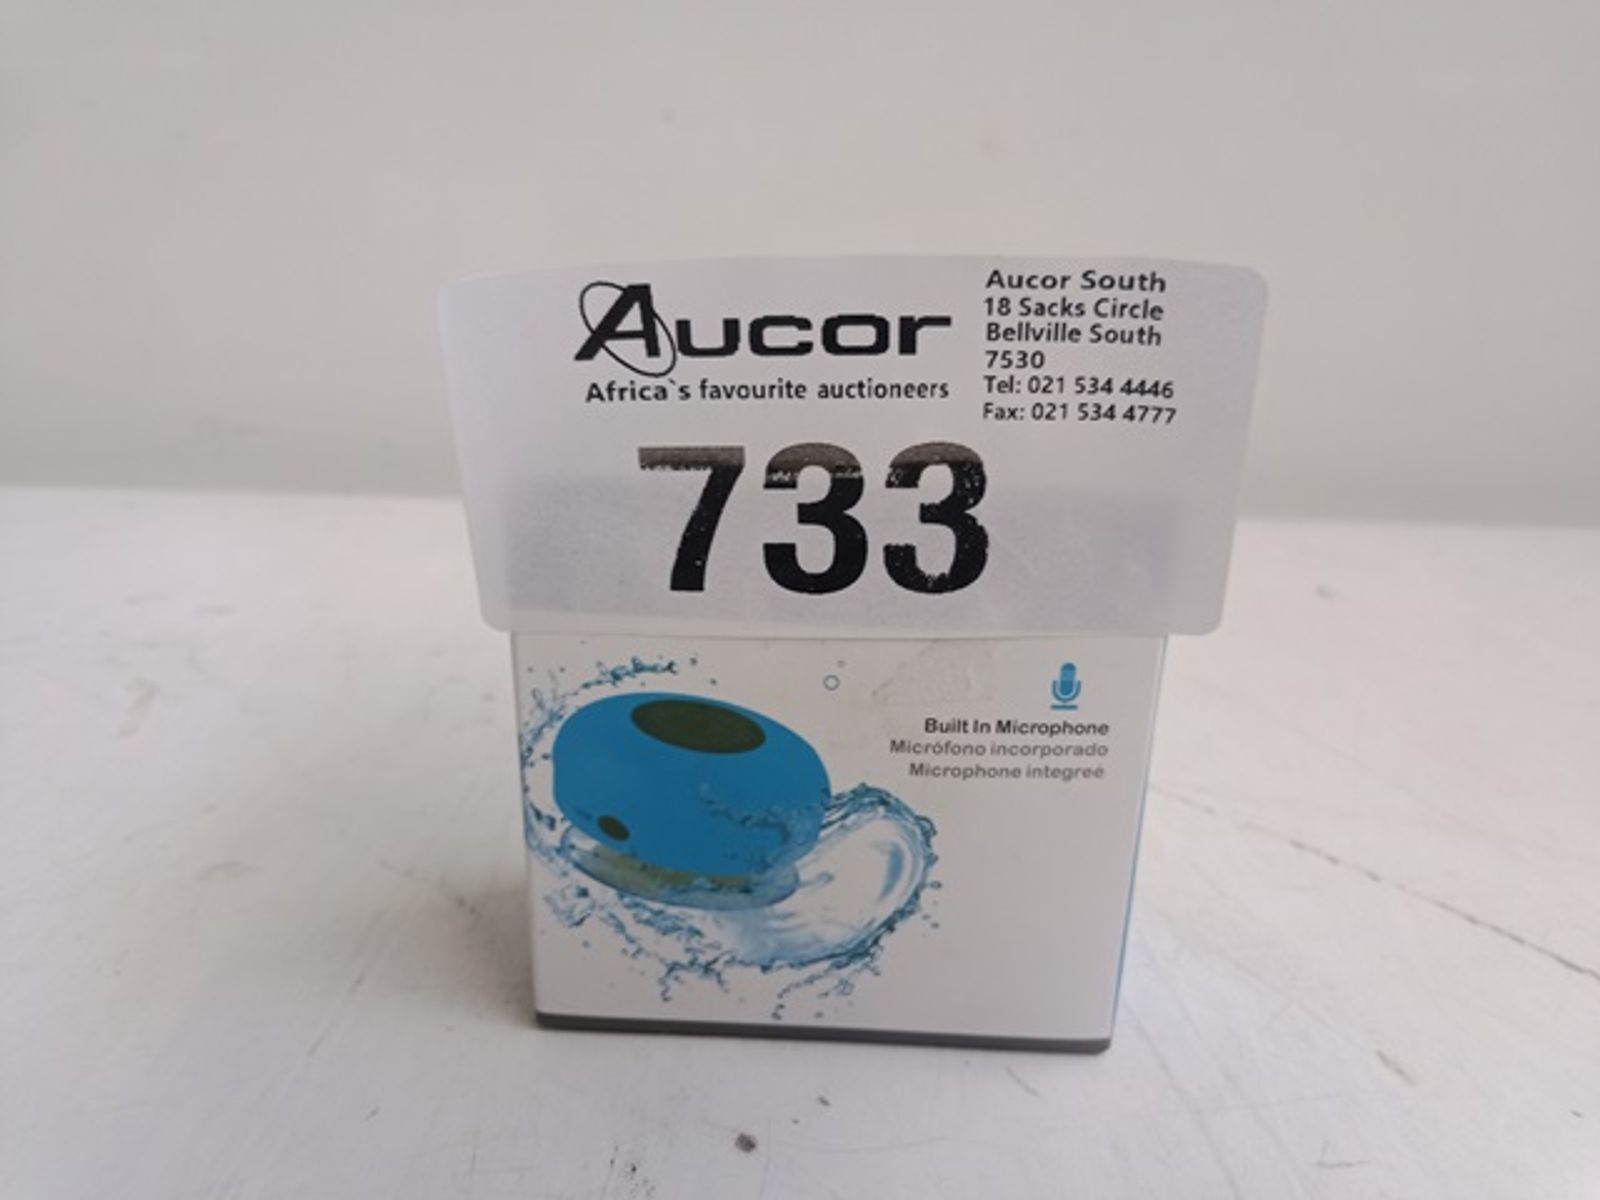 Aucor
Africa`s favourite auctioneers
Aucor South
18 Sacks Circle
Bellville South
7530
Tel: 021 534 4446
Fax: 021 534 4777
733
Built In Microphone
Micrófono incorporado
Microphone integreé